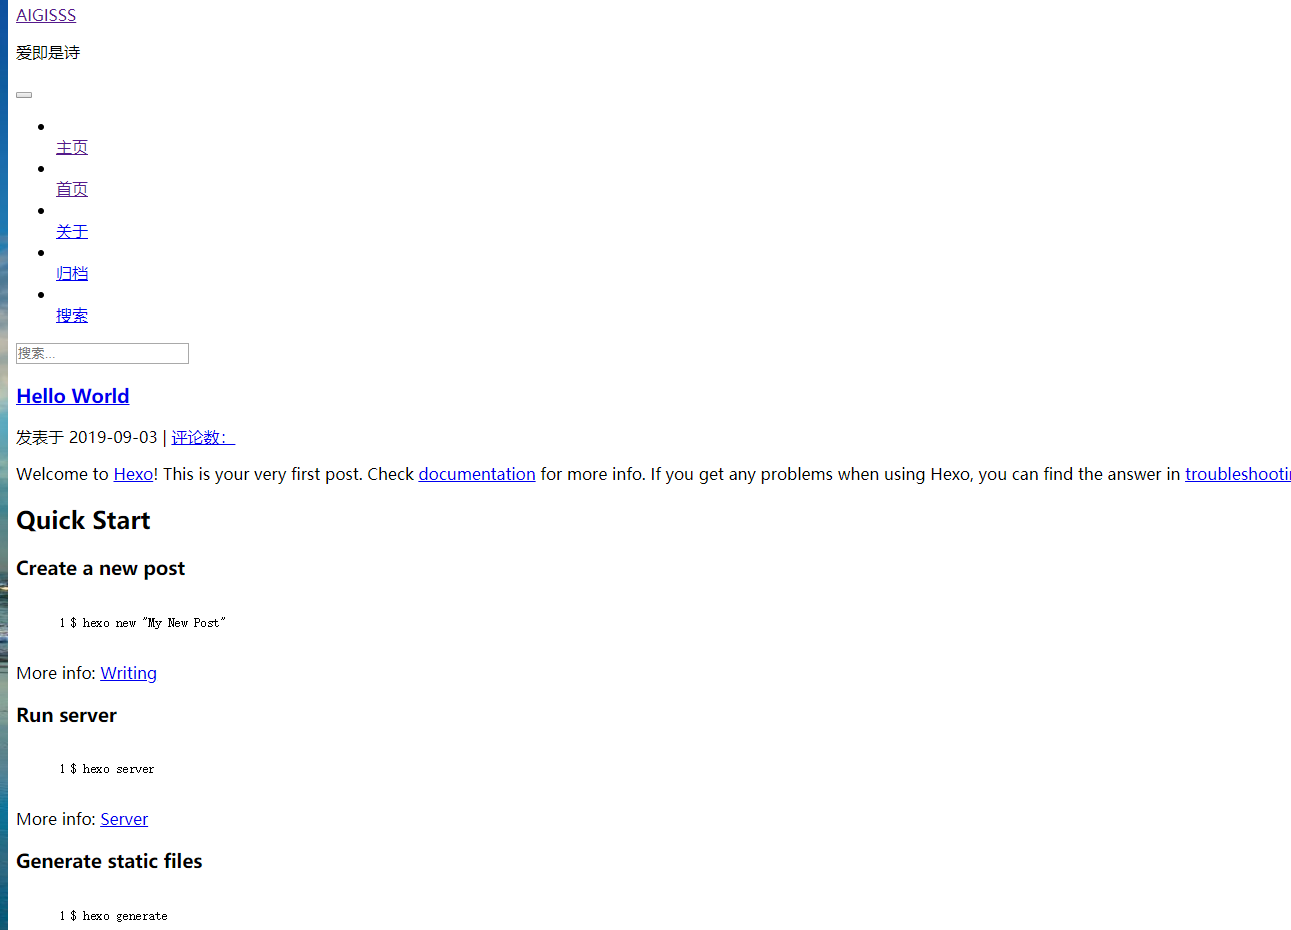 AIGISSS
爱即是诗
主页
首页
关于
归档
搜索
搜索...
Hello World
发表于 2019-09-03 | 评论数：
Welcome to Hexo! This is your very first post. Check documentation for more info. If you get any problems when using Hexo, you can find the answer in troubleshooti
Quick Start
Create a new post
1 $ hexo new "My New Post"
More info: Writing
Run server
1 $ hexo server
More info: Server
Generate static files
1 $ hexo generate